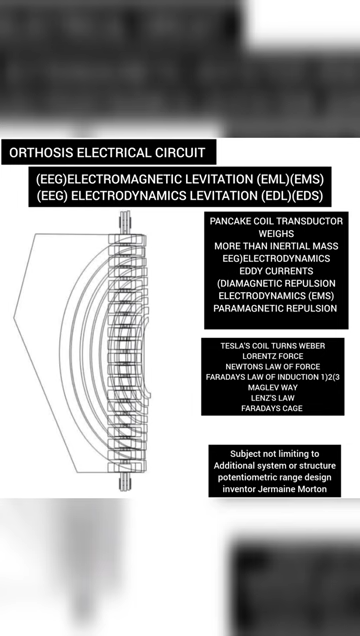 ORTHOSIS ELECTRICAL CIRCUIT
(EEG)ELECTROMAGNETIC LEVITATION (EML)(EMS)
(EEG) ELECTRODYNAMICS LEVITATION (EDL)(EDS)
PANCAKE COIL TRANSDUCTOR
WEIGHS
MORE THAN INERTIAL MASS
EEG)ELECTRODYNAMICS
EDDY CURRENTS
(DIAMAGNETIC REPULSION
ELECTRODYNAMICS (EMS)
PARAMAGNETIC REPULSION
TESLA'S COIL TURNS WEBER
LORENTZ FORCE
NEWTONS LAW OF FORCE
FARADAYS LAW OF INDUCTION 1)2(3
MAGLEV WAY
LENZ'S LAW
FARADAYS CAGE
Subject not limiting to
Additional system or structure
potentiometric range design
inventor Jermaine Morton